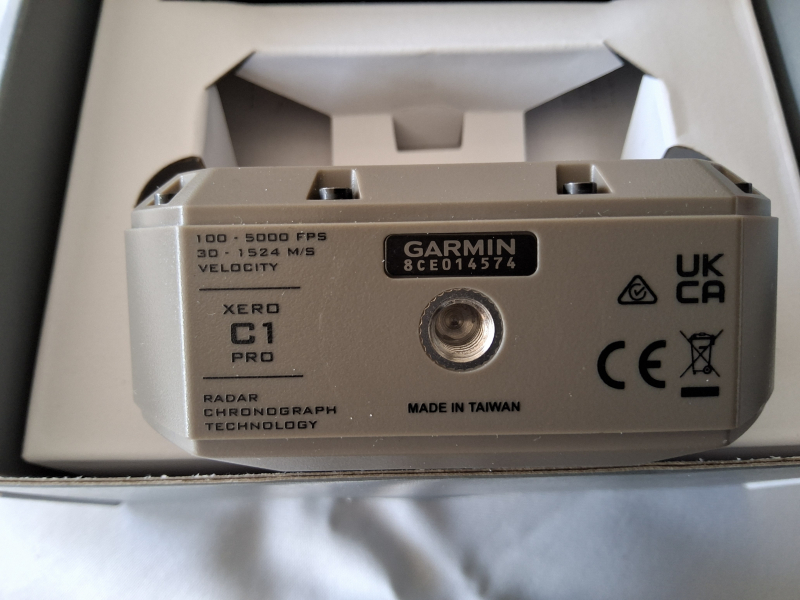 100 - 5000 FPS
30 - 1524 M/S
VELOCITY
XERO
C1
PRO
RADAR
CHRONOGRAPH
TECHNOLOGY
GARMIN
8CE014574
MADE IN TAIWAN
UK
CA
CE